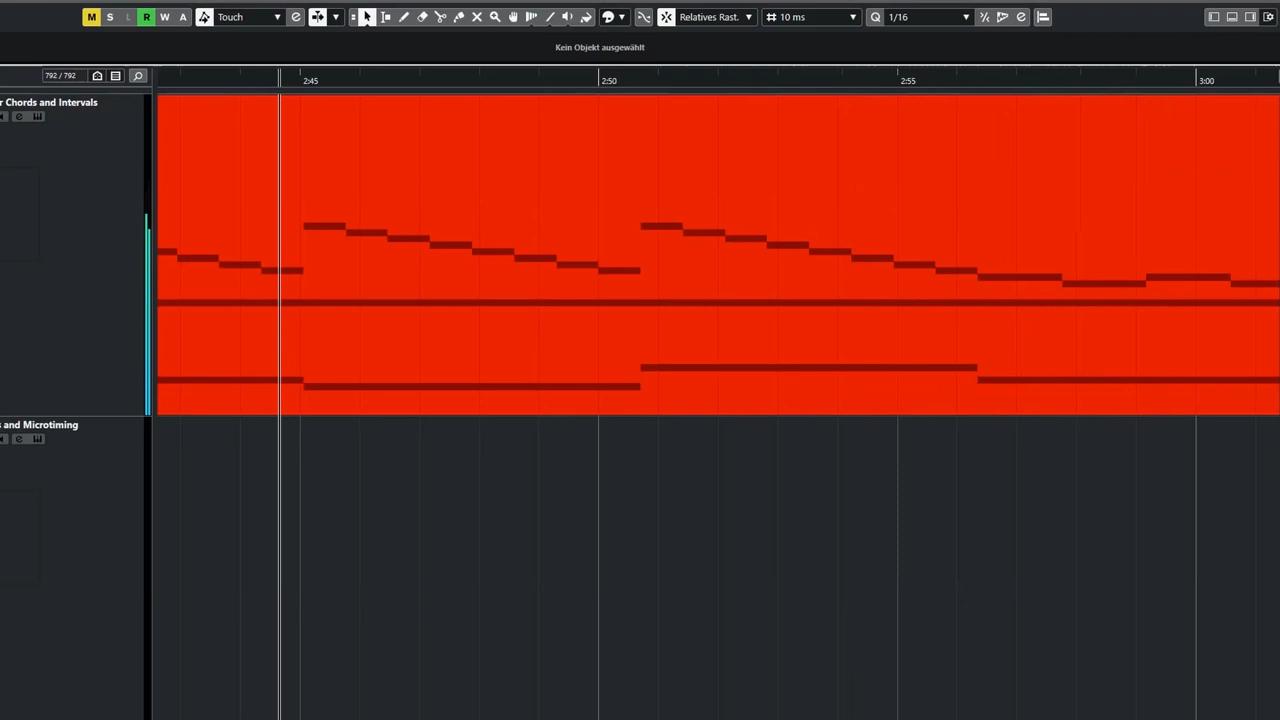 M S L R W A Touch Relatives Rast. 10 ms Q 1/16
Kein Objekt ausgewählt
792 / 792 2:45 2:50 2:55 3:00
r Chords and Intervals
s and Microtiming